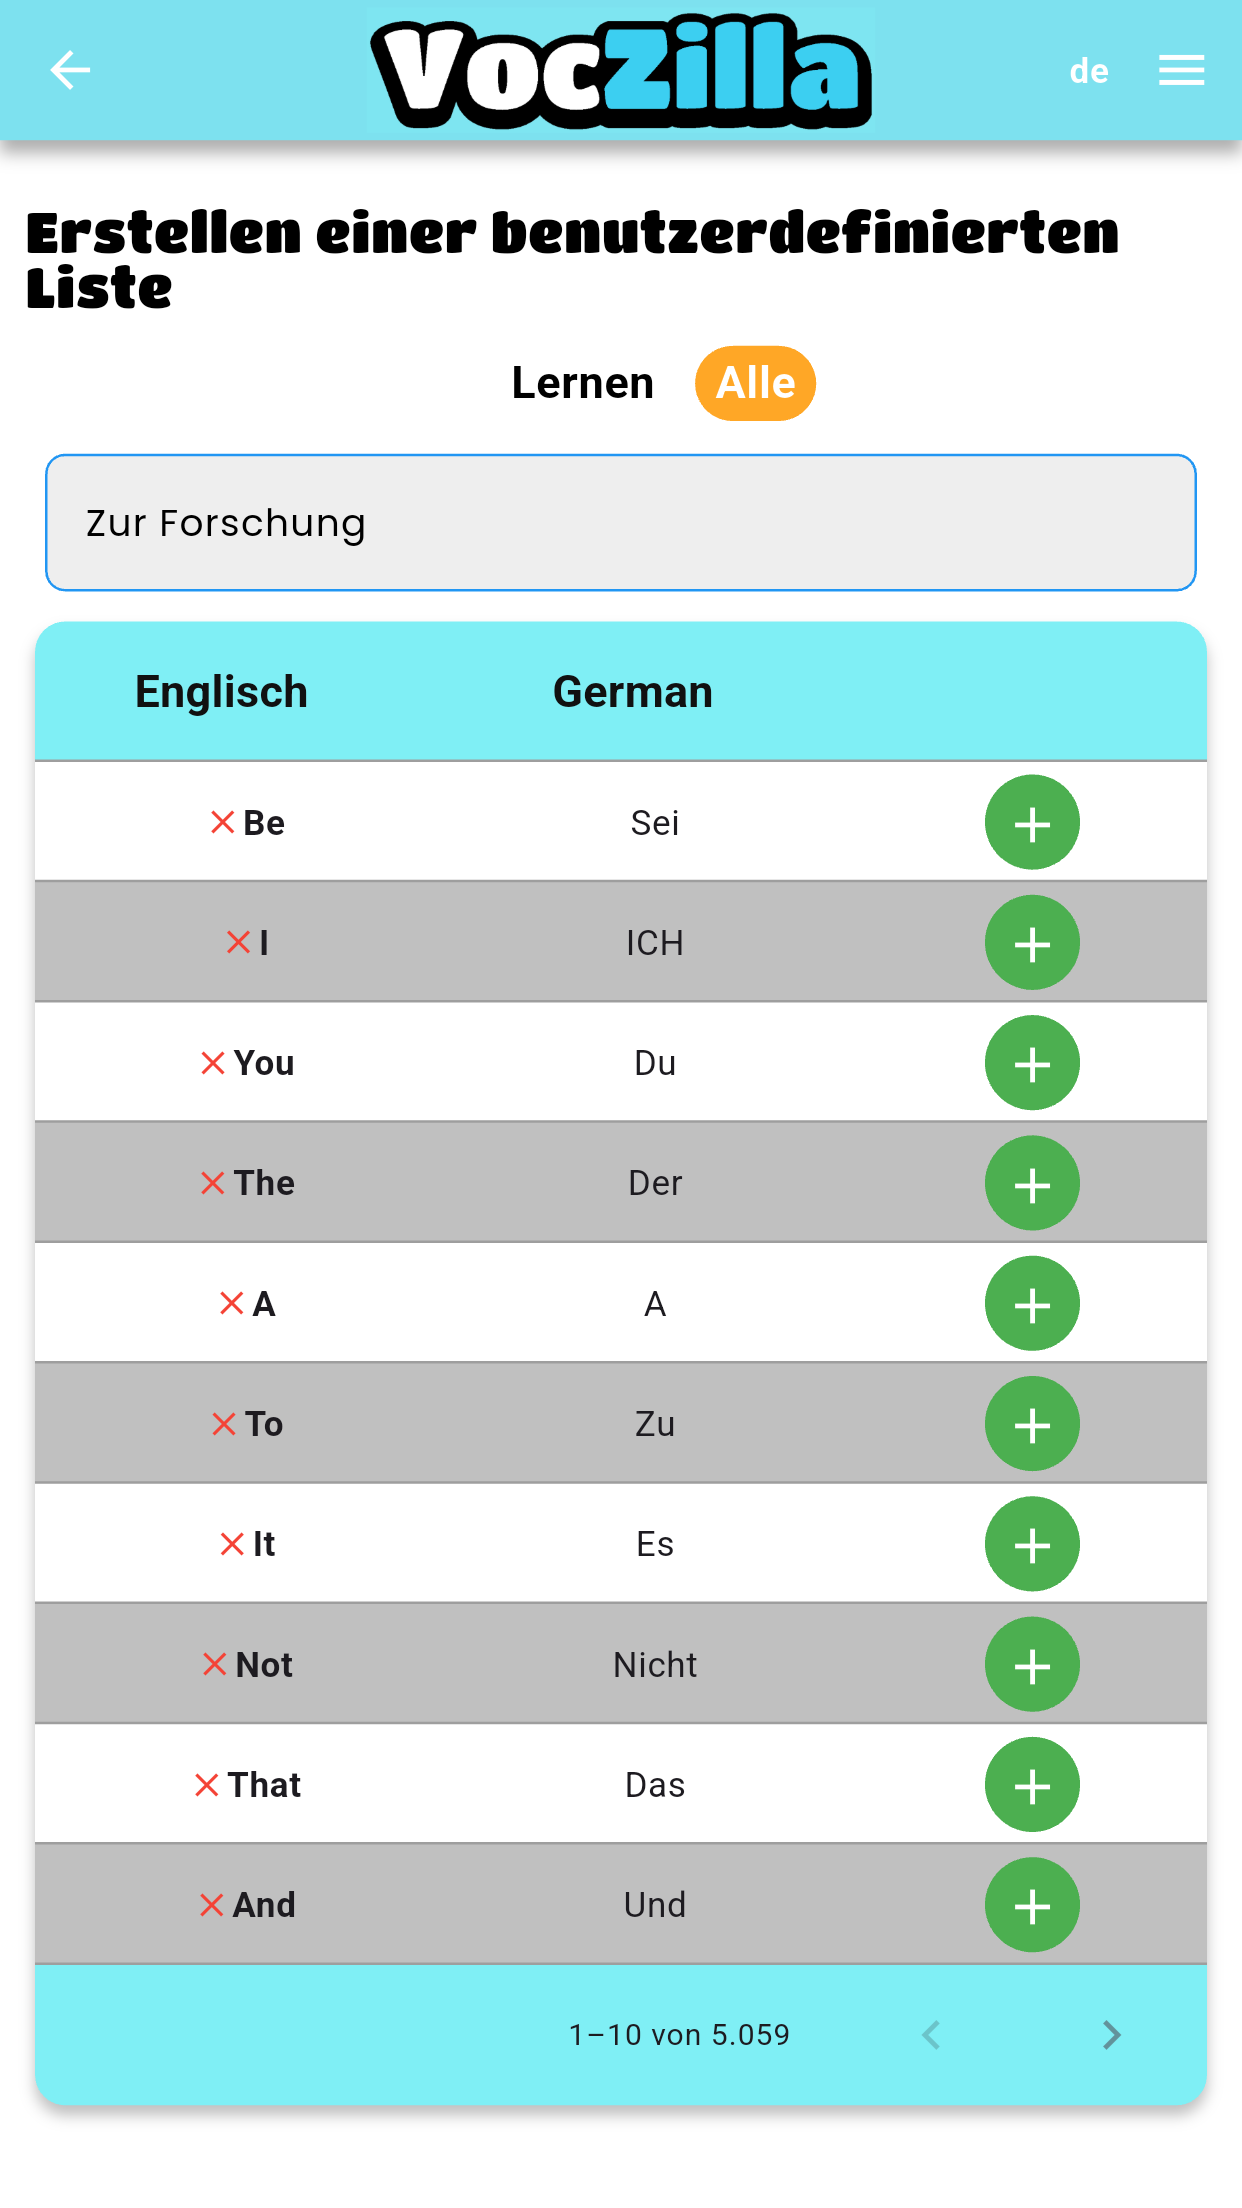 VocZilla
de
Erstellen einer benutzerdefinierten
Liste
Lernen Alle
Zur Forschung
Englisch German
Be Sei
I ICH
You Du
The Der
A A
To Zu
It Es
Not Nicht
That Das
And Und
1–10 von 5.059